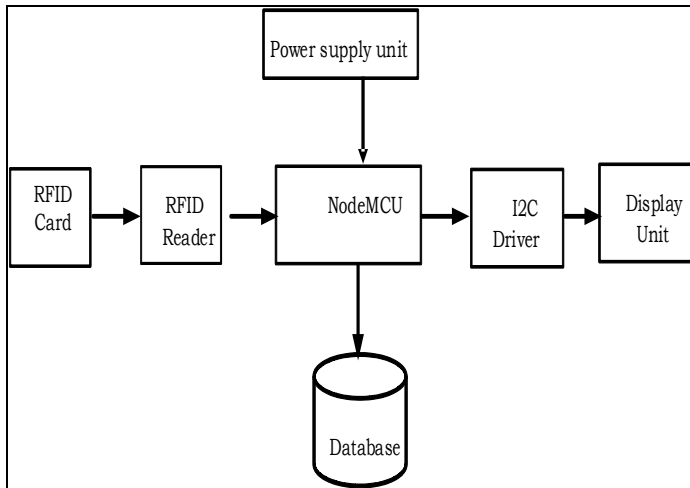 Power supply unit
RFID
Card
RFID
Reader
NodeMCU
I2C
Driver
Display
Unit
Database